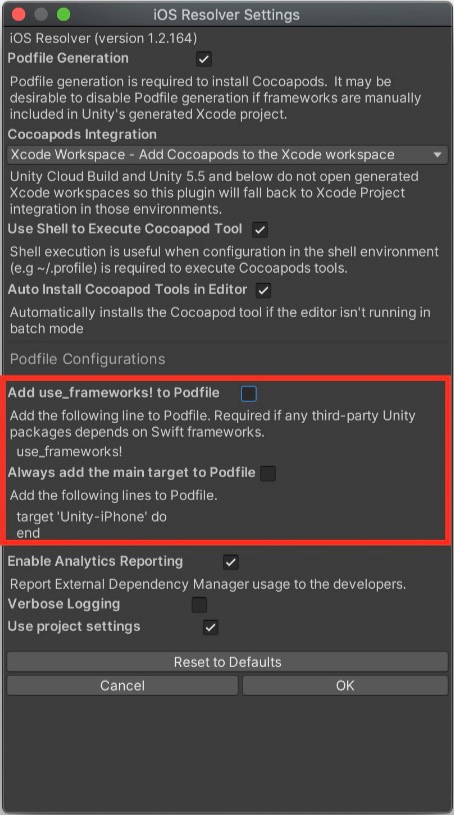 iOS Resolver Settings
iOS Resolver (version 1.2.164)
Podfile Generation
Podfile generation is required to install Cocoapods.  It may be
desirable to disable Podfile generation if frameworks are manually
included in Unity's generated Xcode project.
Cocoapods Integration
Xcode Workspace - Add Cocoapods to the Xcode workspace
Unity Cloud Build and Unity 5.5 and below do not open generated
Xcode workspaces so this plugin will fall back to Xcode Project
integration in those environments.
Use Shell to Execute Cocoapod Tool
Shell execution is useful when configuration in the shell environment
(e.g ~/.profile) is required to execute Cocoapods tools.
Auto Install Cocoapod Tools in Editor
Automatically installs the Cocoapod tool if the editor isn't running in
batch mode
Podfile Configurations
Add use_frameworks! to Podfile
Add the following line to Podfile. Required if any third-party Unity
packages depends on Swift frameworks.
use_frameworks!
Always add the main target to Podfile
Add the following lines to Podfile.
target 'Unity-iPhone' do
end
Enable Analytics Reporting
Report External Dependency Manager usage to the developers.
Verbose Logging
Use project settings
Reset to Defaults
Cancel OK